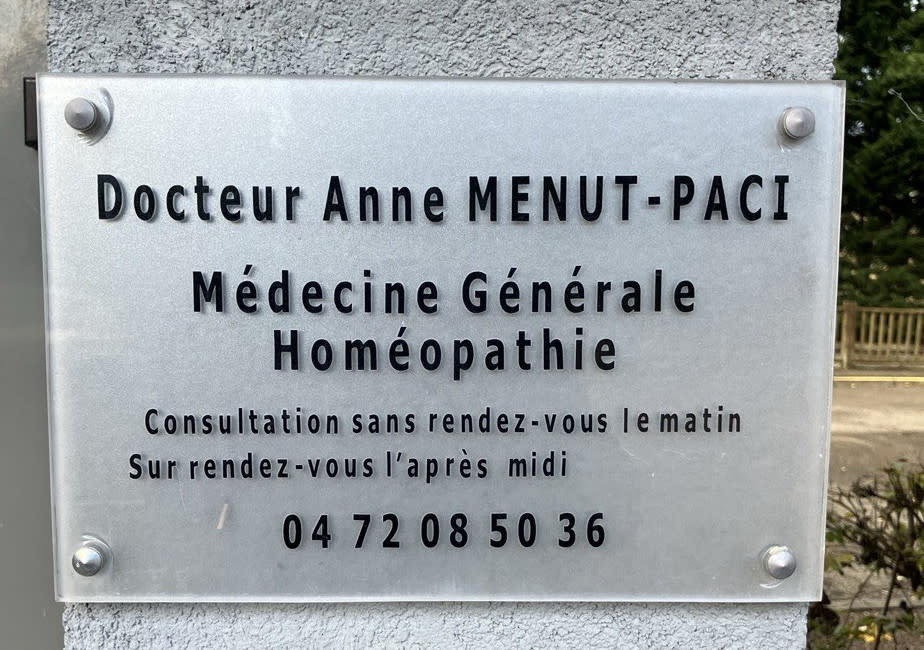 Docteur Anne MENUT-PACI
Médecine Générale
Homéopathie
Consultation sans rendez-vous le matin
Sur rendez-vous l'après midi
04 72 08 50 36